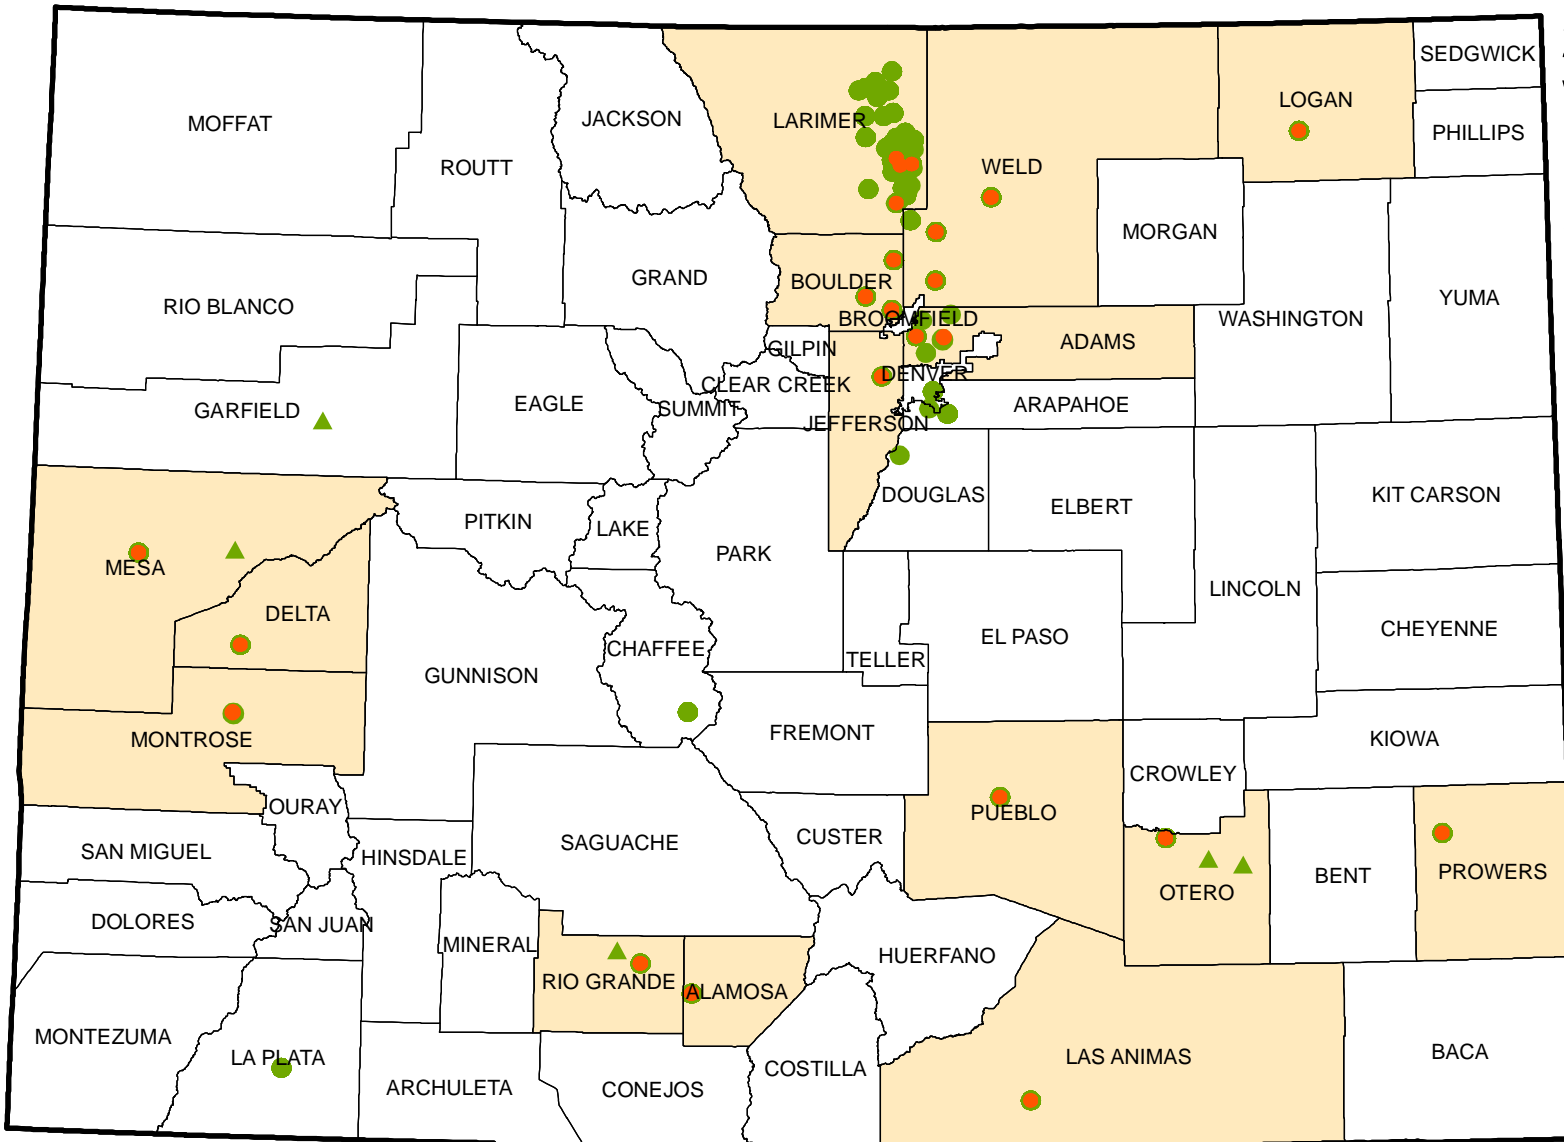 SEDGWICK
LOGAN
JACKSON
LARIMER
MOFFAT
PHILLIPS
ROUTT
WELD
MORGAN
GRAND
BOULDER
YUMA
RIO BLANCO
BROOMFIELD
WASHINGTON
ADAMS
GILPIN
DENVER
CLEAR CREEK
EAGLE
ARAPAHOE
SUMMIT
GARFIELD
JEFFERSON
DOUGLAS
KIT CARSON
ELBERT
PITKIN
LAKE
PARK
MESA
LINCOLN
DELTA
CHEYENNE
EL PASO
CHAFFEE
TELLER
GUNNISON
FREMONT
MONTROSE
KIOWA
CROWLEY
OURAY
PUEBLO
CUSTER
SAGUACHE
SAN MIGUEL
HINSDALE
PROWERS
BENT
OTERO
DOLORES
SAN JUAN
MINERAL
HUERFANO
RIO GRANDE
ALAMOSA
MONTEZUMA
BACA
LA PLATA
LAS ANIMAS
COSTILLA
ARCHULETA
CONEJOS